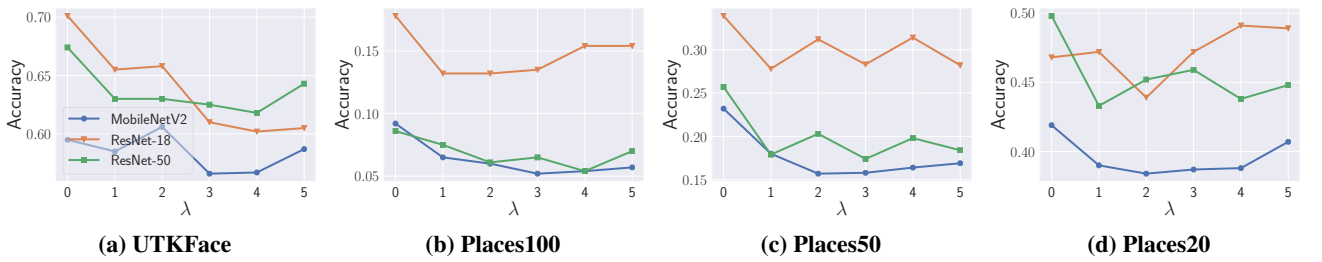 0.70
0.65
0.60
Accuracy
MobileNetV2
ResNet-18
ResNet-50
0 1 2 3 4 5
λ
(a) UTKFace
0.15
0.10
0.05
Accuracy
0 1 2 3 4 5
λ
(b) Places100
0.30
0.25
0.20
0.15
Accuracy
0 1 2 3 4 5
λ
(c) Places50
0.50
0.45
0.40
Accuracy
0 1 2 3 4 5
λ
(d) Places20